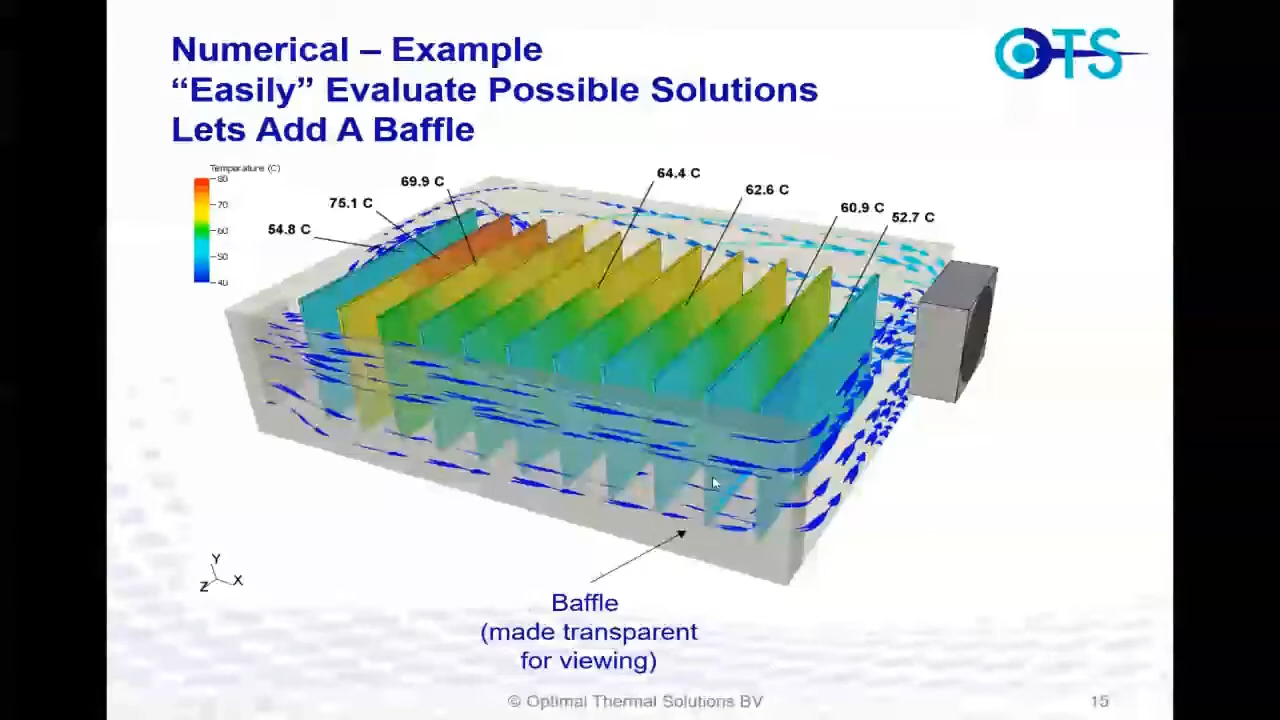 Numerical – Example
“Easily” Evaluate Possible Solutions
Lets Add A Baffle
OTS
Temperature (C)
80
70
60
50
40
54.8 C
75.1 C
69.9 C
64.4 C
62.6 C
60.9 C
52.7 C
Y
Z
X
Baffle
(made transparent
for viewing)
© Optimal Thermal Solutions BV
15